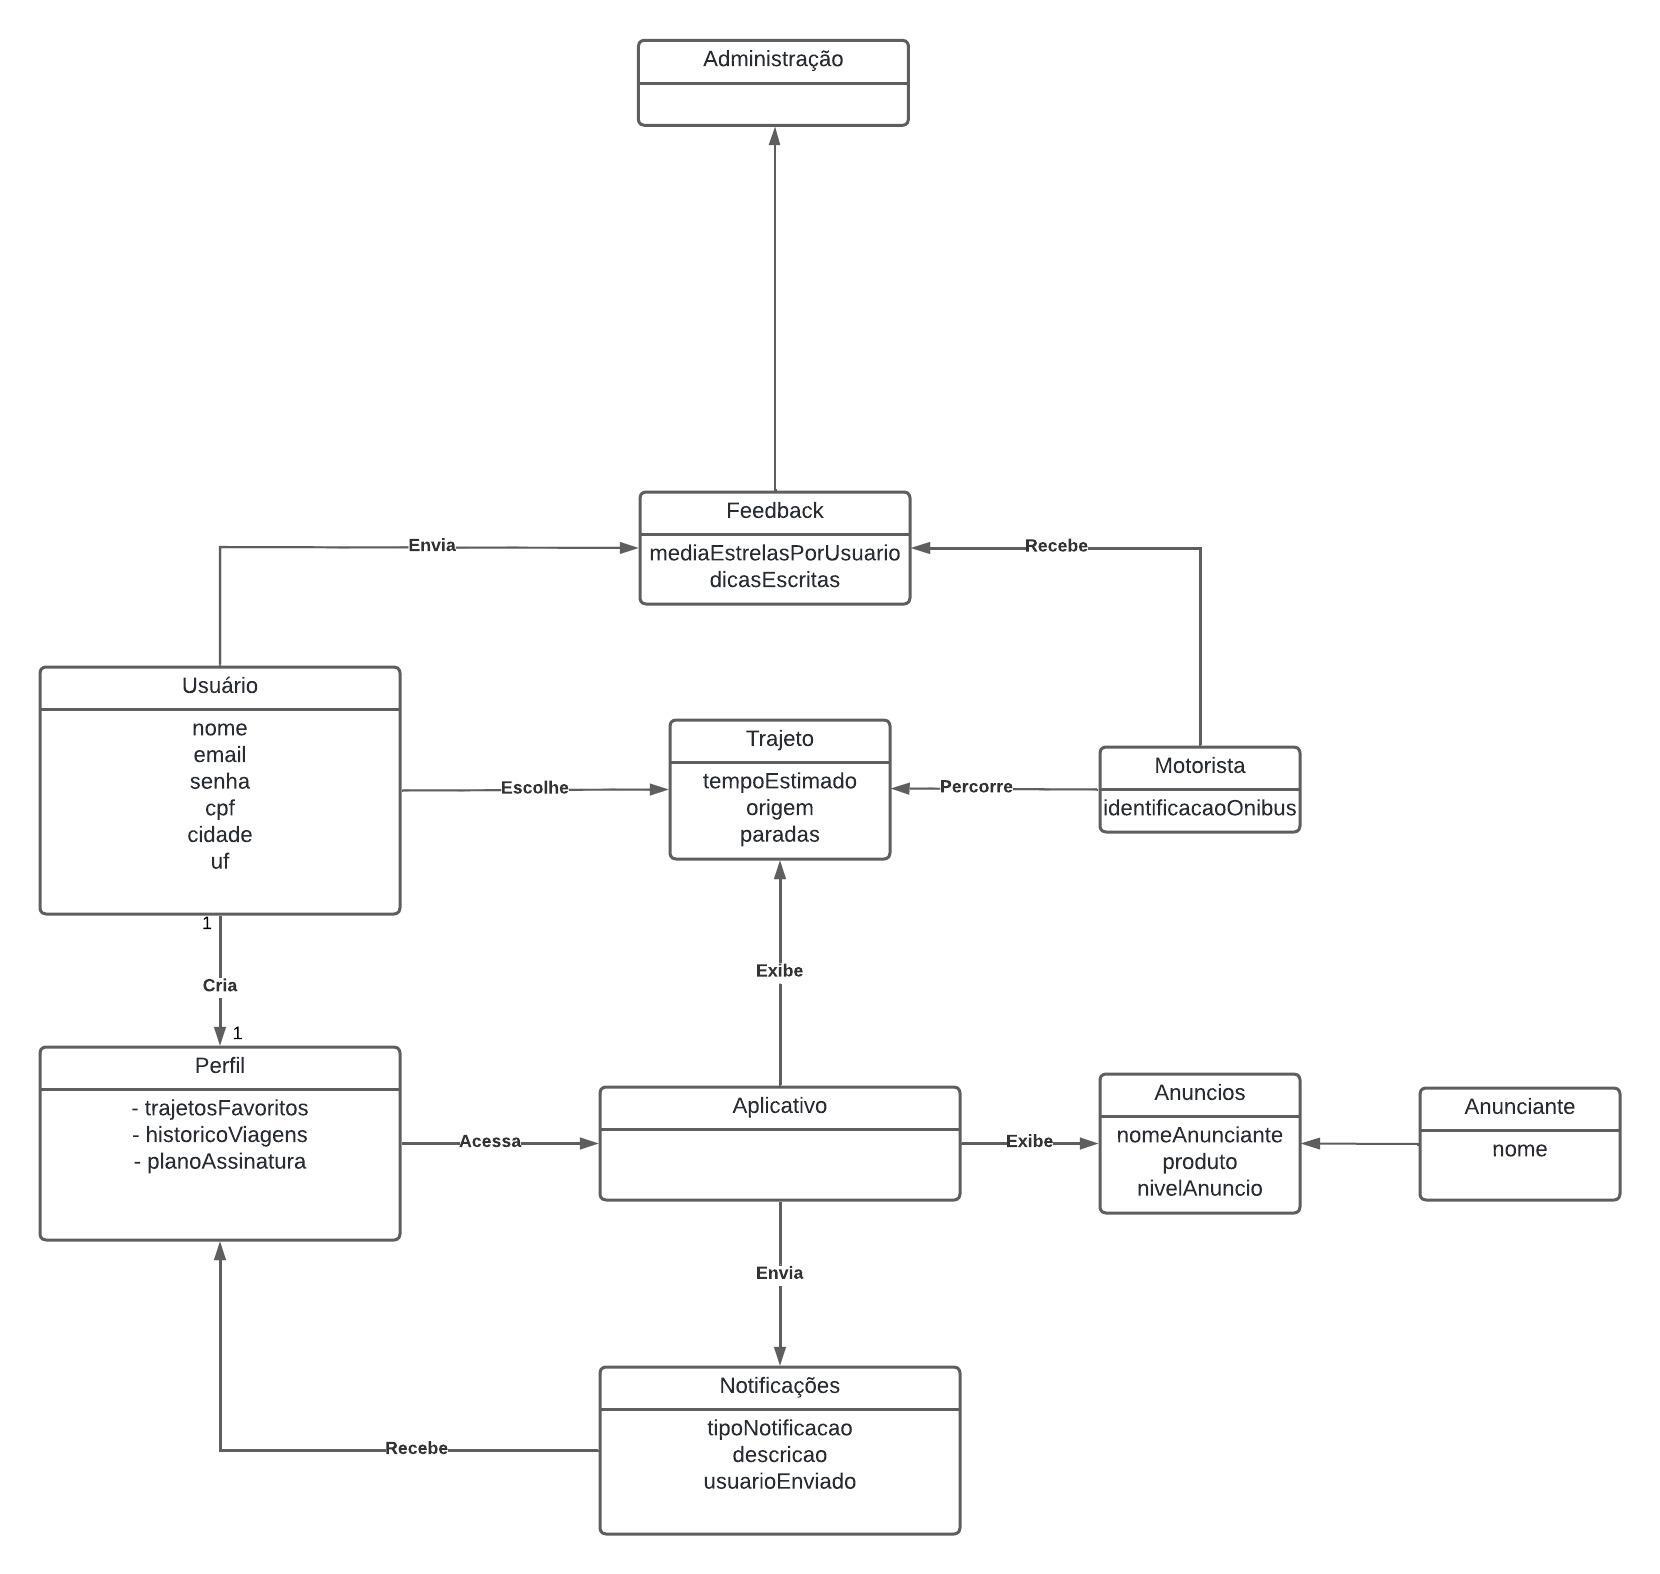 Administração
Feedback
mediaEstrelasPorUsuario
dicasEscritas
Envia
Recebe
Usuário
nome
email
senha
cpf
cidade
uf
Escolhe
Trajeto
tempoEstimado
origem
paradas
Percorre
Motorista
identificacaoOnibus
1
Cria
1
Exibe
Perfil
- trajetosFavoritos
- historicoViagens
- planoAssinatura
Acessa
Aplicativo
Exibe
Anuncios
nomeAnunciante
produto
nivelAnuncio
Anunciante
nome
Envia
Notificações
tipoNotificacao
descricao
usuarioEnviado
Recebe